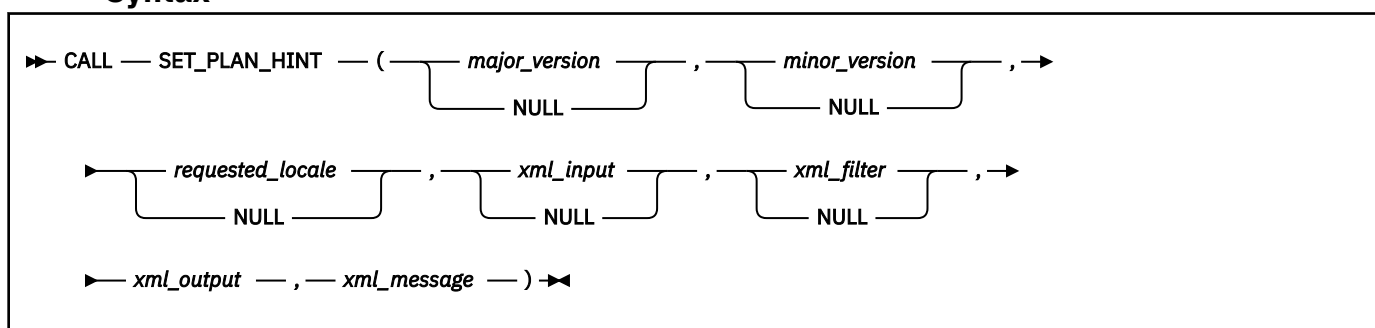 Syntax
CALL SET_PLAN_HINT ( major_version , minor_version ,
NULL NULL
requested_locale , xml_input , xml_filter ,
NULL NULL NULL
xml_output , xml_message )